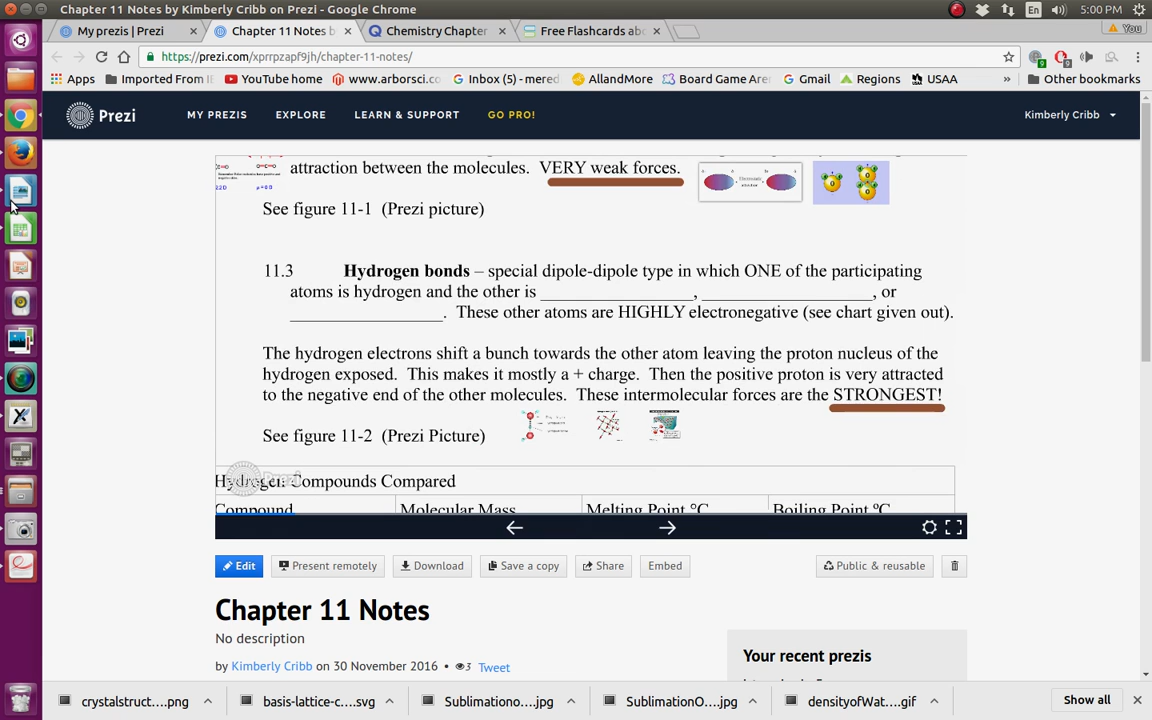 Chapter 11 Notes by Kimberly Cribb on Prezi - Google Chrome
En
5:00 PM
My prezis | Prezi
Chapter 11 Notes b
Chemistry Chapter
Free Flashcards abo
You
https://prezi.com/xprrpzapf9jh/chapter-11-notes/
9
9
Apps
Imported From IE
YouTube home
www.arborsci.co
Inbox (5) - mered
AllandMore
Board Game Aren
Gmail
Regions
USAA
»
Other bookmarks
Prezi
MY PREZIS
EXPLORE
LEARN & SUPPORT
GO PRO!
Kimberly Cribb
attraction between the molecules. VERY weak forces.
See figure 11-1 (Prezi picture)
11.3 Hydrogen bonds – special dipole-dipole type in which ONE of the participating
atoms is hydrogen and the other is ____________________, ______________________, or
____________________. These other atoms are HIGHLY electronegative (see chart given out).
The hydrogen electrons shift a bunch towards the other atom leaving the proton nucleus of the
hydrogen exposed. This makes it mostly a + charge. Then the positive proton is very attracted
to the negative end of the other molecules. These intermolecular forces are the STRONGEST!
See figure 11-2 (Prezi Picture)
Hydrogen Compounds Compared
Compound Molecular Mass Melting Point °C Boiling Point °C
Edit
Present remotely
Download
Save a copy
Share
Embed
Public & reusable
Chapter 11 Notes
No description
by Kimberly Cribb on 30 November 2016 • 3 Tweet
Your recent prezis
crystalstruct....png
basis-lattice-c....svg
Sublimationo....jpg
SublimationO....jpg
densityofWat....gif
Show all